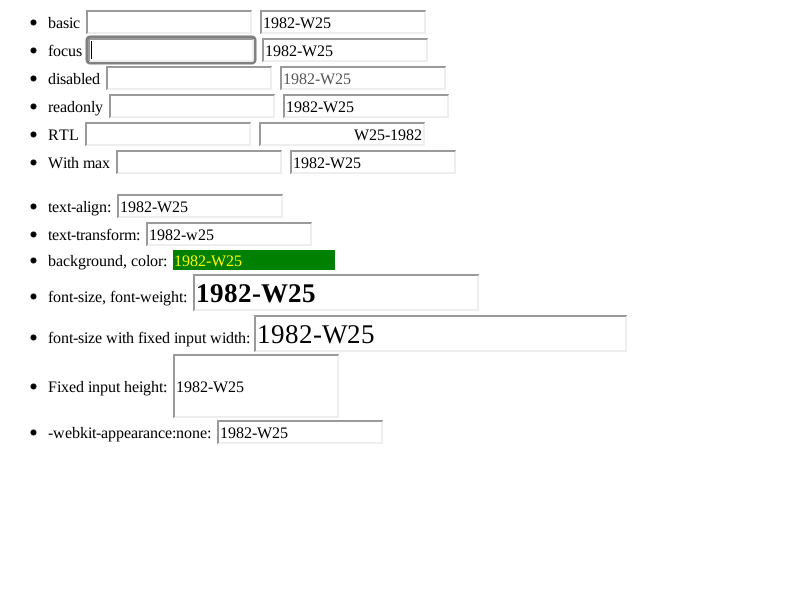 basic 1982-W25
focus 1982-W25
disabled 1982-W25
readonly 1982-W25
RTL W25-1982
With max 1982-W25
text-align: 1982-W25
text-transform: 1982-w25
background, color: 1982-W25
font-size, font-weight: 1982-W25
font-size with fixed input width: 1982-W25
Fixed input height: 1982-W25
-webkit-appearance:none: 1982-W25